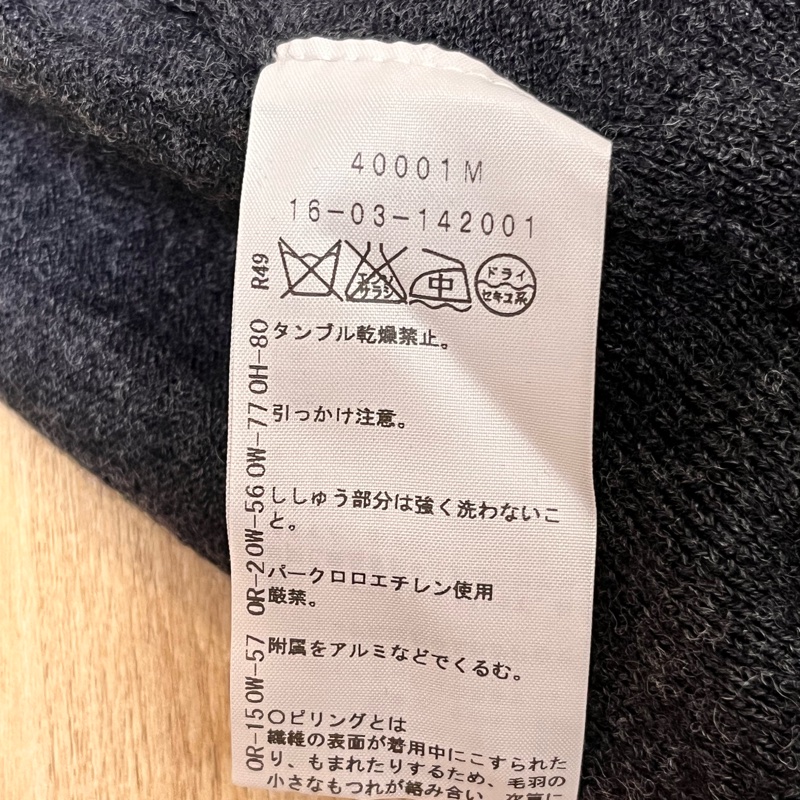 40001M
16-03-142001
エンソサラシ
中
ドライ
セキユ系
タンブル乾燥禁止。
引っかけ注意。
ししゅう部分は強く洗わないこ
と。
パークロロエチレン使用
厳禁。
附属をアルミなどでくるむ。
〇ピリングとは
繊維の表面が着用中にこすられた
り、もまれたりするため、毛羽の
小さなもつれが絡み合い、次第に
OR-15 OW-57 OR-2 OW-56 OW-77 OH-80 R49